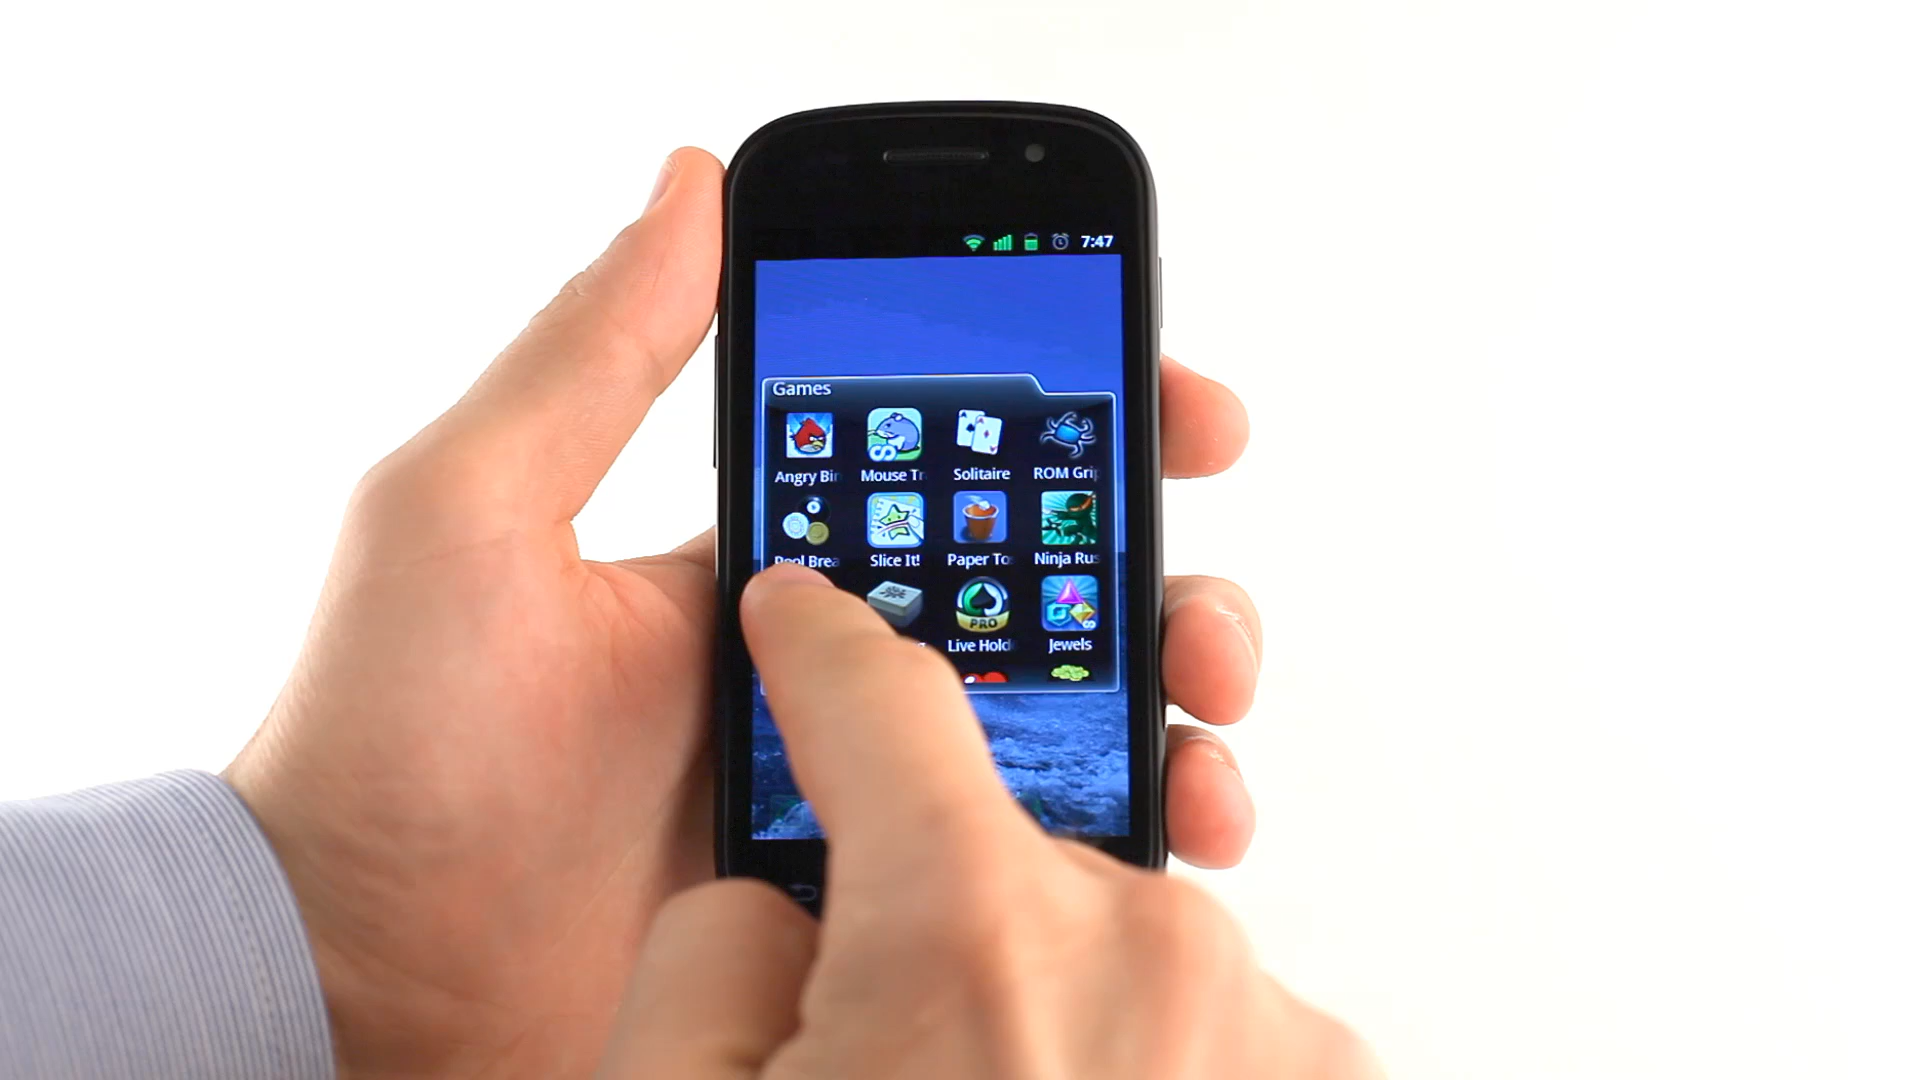 7:47
Games
Angry Bir
Mouse Tr
Solitaire
ROM Grip
Pool Brea
Slice It!
Paper To
Ninja Rus
PRO
Live Hold
Jewels